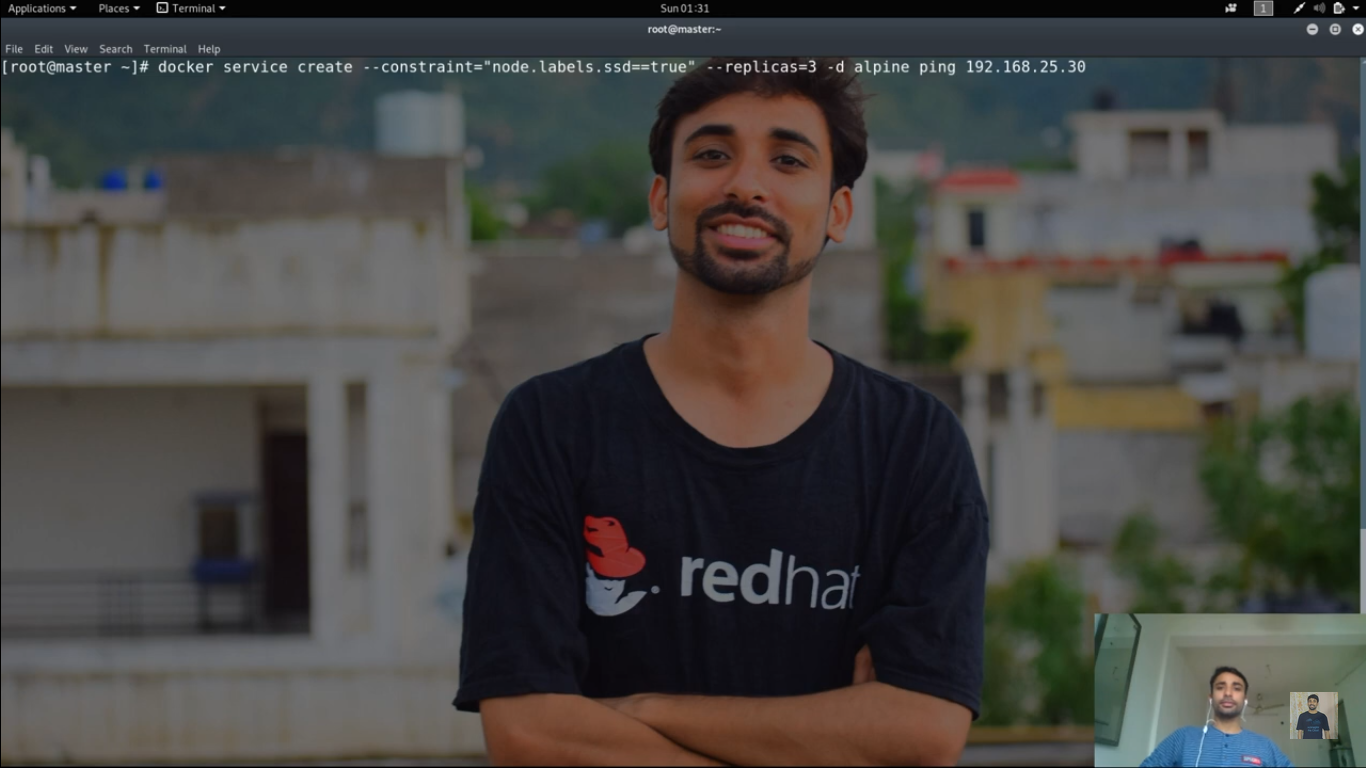 Applications Places Terminal Sun 01:31 1
root@master:~
File Edit View Search Terminal Help
[root@master ~]# docker service create --constraint="node.labels.ssd==true" --replicas=3 -d alpine ping 192.168.25.30
redhat